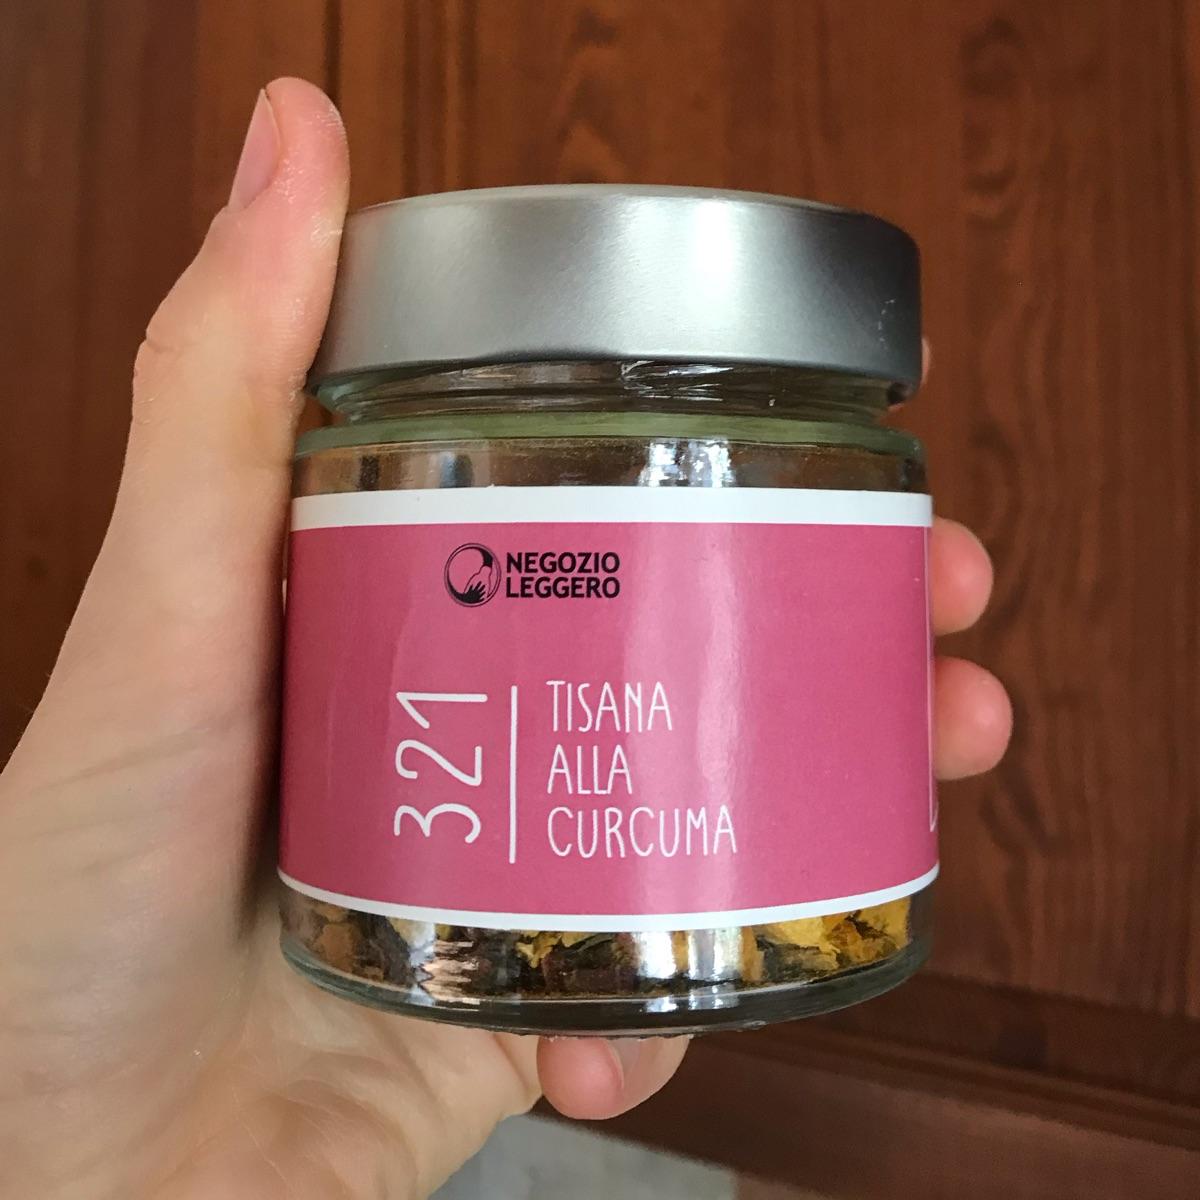 NEGOZIO
LEGGERO
321
TISANA
ALLA
CURCUMA